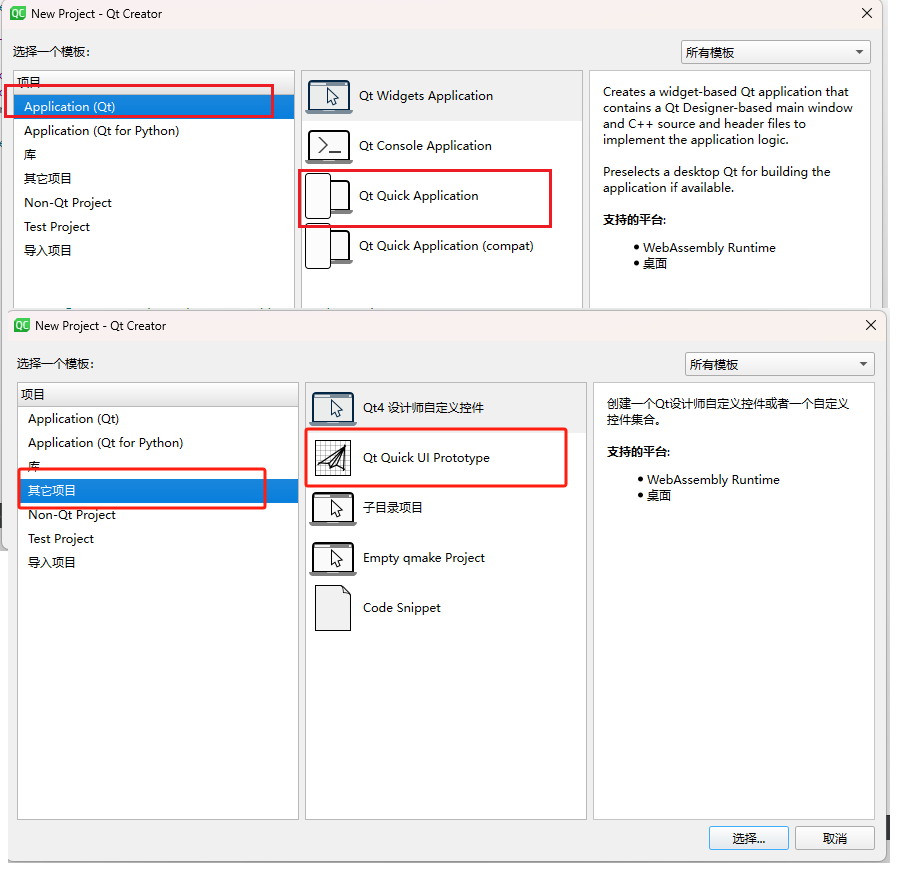 New Project - Qt Creator
选择一个模板:
所有模板
项目
Application (Qt)
Application (Qt for Python)
库
其它项目
Non-Qt Project
Test Project
导入项目
Qt Widgets Application
Qt Console Application
Qt Quick Application
Qt Quick Application (compat)
Creates a widget-based Qt application that
contains a Qt Designer-based main window
and C++ source and header files to
implement the application logic.
Preselects a desktop Qt for building the
application if available.
支持的平台:
• WebAssembly Runtime
• 桌面
New Project - Qt Creator
选择一个模板:
所有模板
项目
Application (Qt)
Application (Qt for Python)
库
其它项目
Non-Qt Project
Test Project
导入项目
Qt4 设计师自定义控件
Qt Quick UI Prototype
子目录项目
Empty qmake Project
Code Snippet
创建一个Qt设计师自定义控件或者一个自定义
控件集合。
支持的平台:
• WebAssembly Runtime
• 桌面
选择...
取消